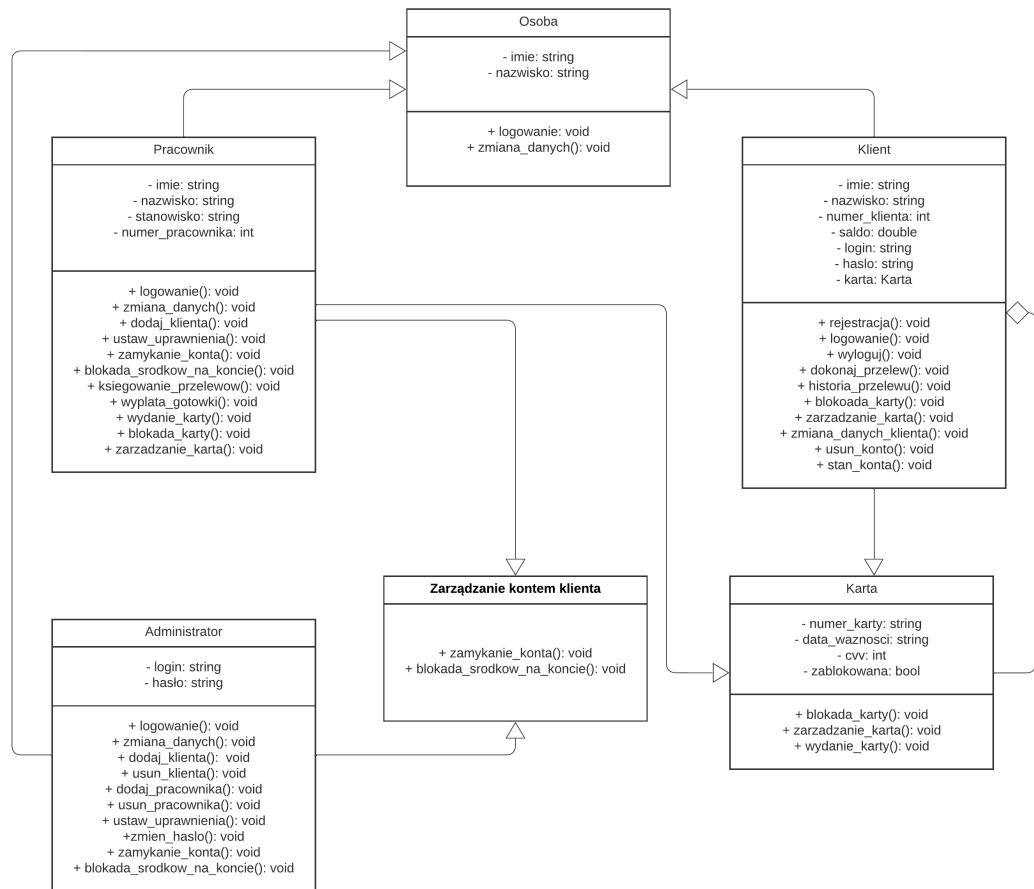 Osoba
- imie: string
- nazwisko: string
+ logowanie: void
+ zmiana_danych(): void
Pracownik
- imie: string
- nazwisko: string
- stanowisko: string
- numer_pracownika: int
+ logowanie(): void
+ zmiana_danych(): void
+ dodaj_klienta(): void
+ ustaw_uprawnienia(): void
+ zamykanie_konta(): void
+ blokada_srodkow_na_koncie(): void
+ ksiegowanie_przelewow(): void
+ wyplata_gotowki(): void
+ wydanie_karty(): void
+ blokada_karty(): void
+ zarzadzanie_karta(): void
Klient
- imie: string
- nazwisko: string
- numer_klienta: int
- saldo: double
- login: string
- haslo: string
- karta: Karta
+ rejestracja(): void
+ logowanie(): void
+ wyloguj(): void
+ dokonaj_przelew(): void
+ historia_przelewu(): void
+ blokoada_karty(): void
+ zarzadzanie_karta(): void
+ zmiana_danych_klienta(): void
+ usun_konto(): void
+ stan_konta(): void
Zarządzanie kontem klienta
+ zamykanie_konta(): void
+ blokada_srodkow_na_koncie(): void
Karta
- numer_karty: string
- data_waznosci: string
- cvv: int
- zablokowana: bool
+ blokada_karty(): void
+ zarzadzanie_karta(): void
+ wydanie_karty(): void
Administrator
- login: string
- hasło: string
+ logowanie(): void
+ zmiana_danych(): void
+ dodaj_klienta():  void
+ usun_klienta(): void
+ dodaj_pracownika(): void
+ usun_pracownika(): void
+ ustaw_uprawnienia(): void
+zmien_haslo(): void
+ zamykanie_konta(): void
+ blokada_srodkow_na_koncie(): void